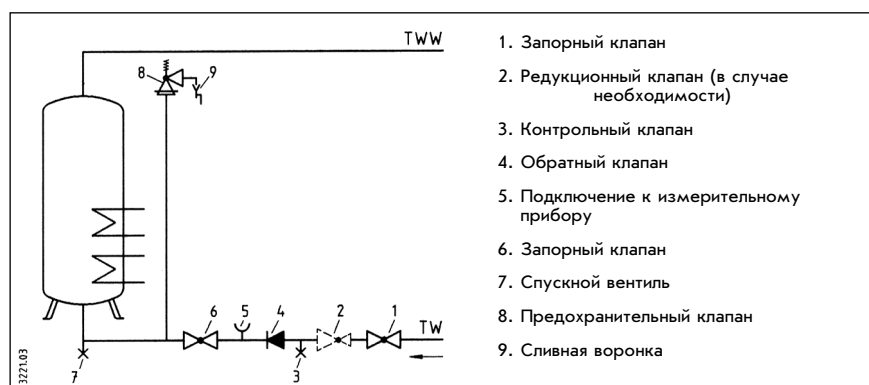 TWW
8
9
6
5
4
2
1
TW
7
3
3221.03
1. Запорный клапан
2. Редукционный клапан (в случае
необходимости)
3. Контрольный клапан
4. Обратный клапан
5. Подключение к измерительному
прибору
6. Запорный клапан
7. Спускной вентиль
8. Предохранительный клапан
9. Сливная воронка